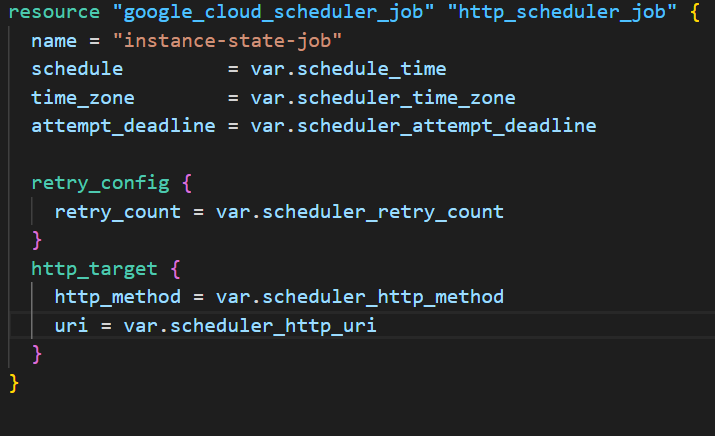 resource "google_cloud_scheduler_job" "http_scheduler_job" {
  name = "instance-state-job"
  schedule         = var.schedule_time
  time_zone        = var.scheduler_time_zone
  attempt_deadline = var.scheduler_attempt_deadline

  retry_config {
    retry_count = var.scheduler_retry_count
  }
  http_target {
    http_method = var.scheduler_http_method
    uri = var.scheduler_http_uri
  }
}